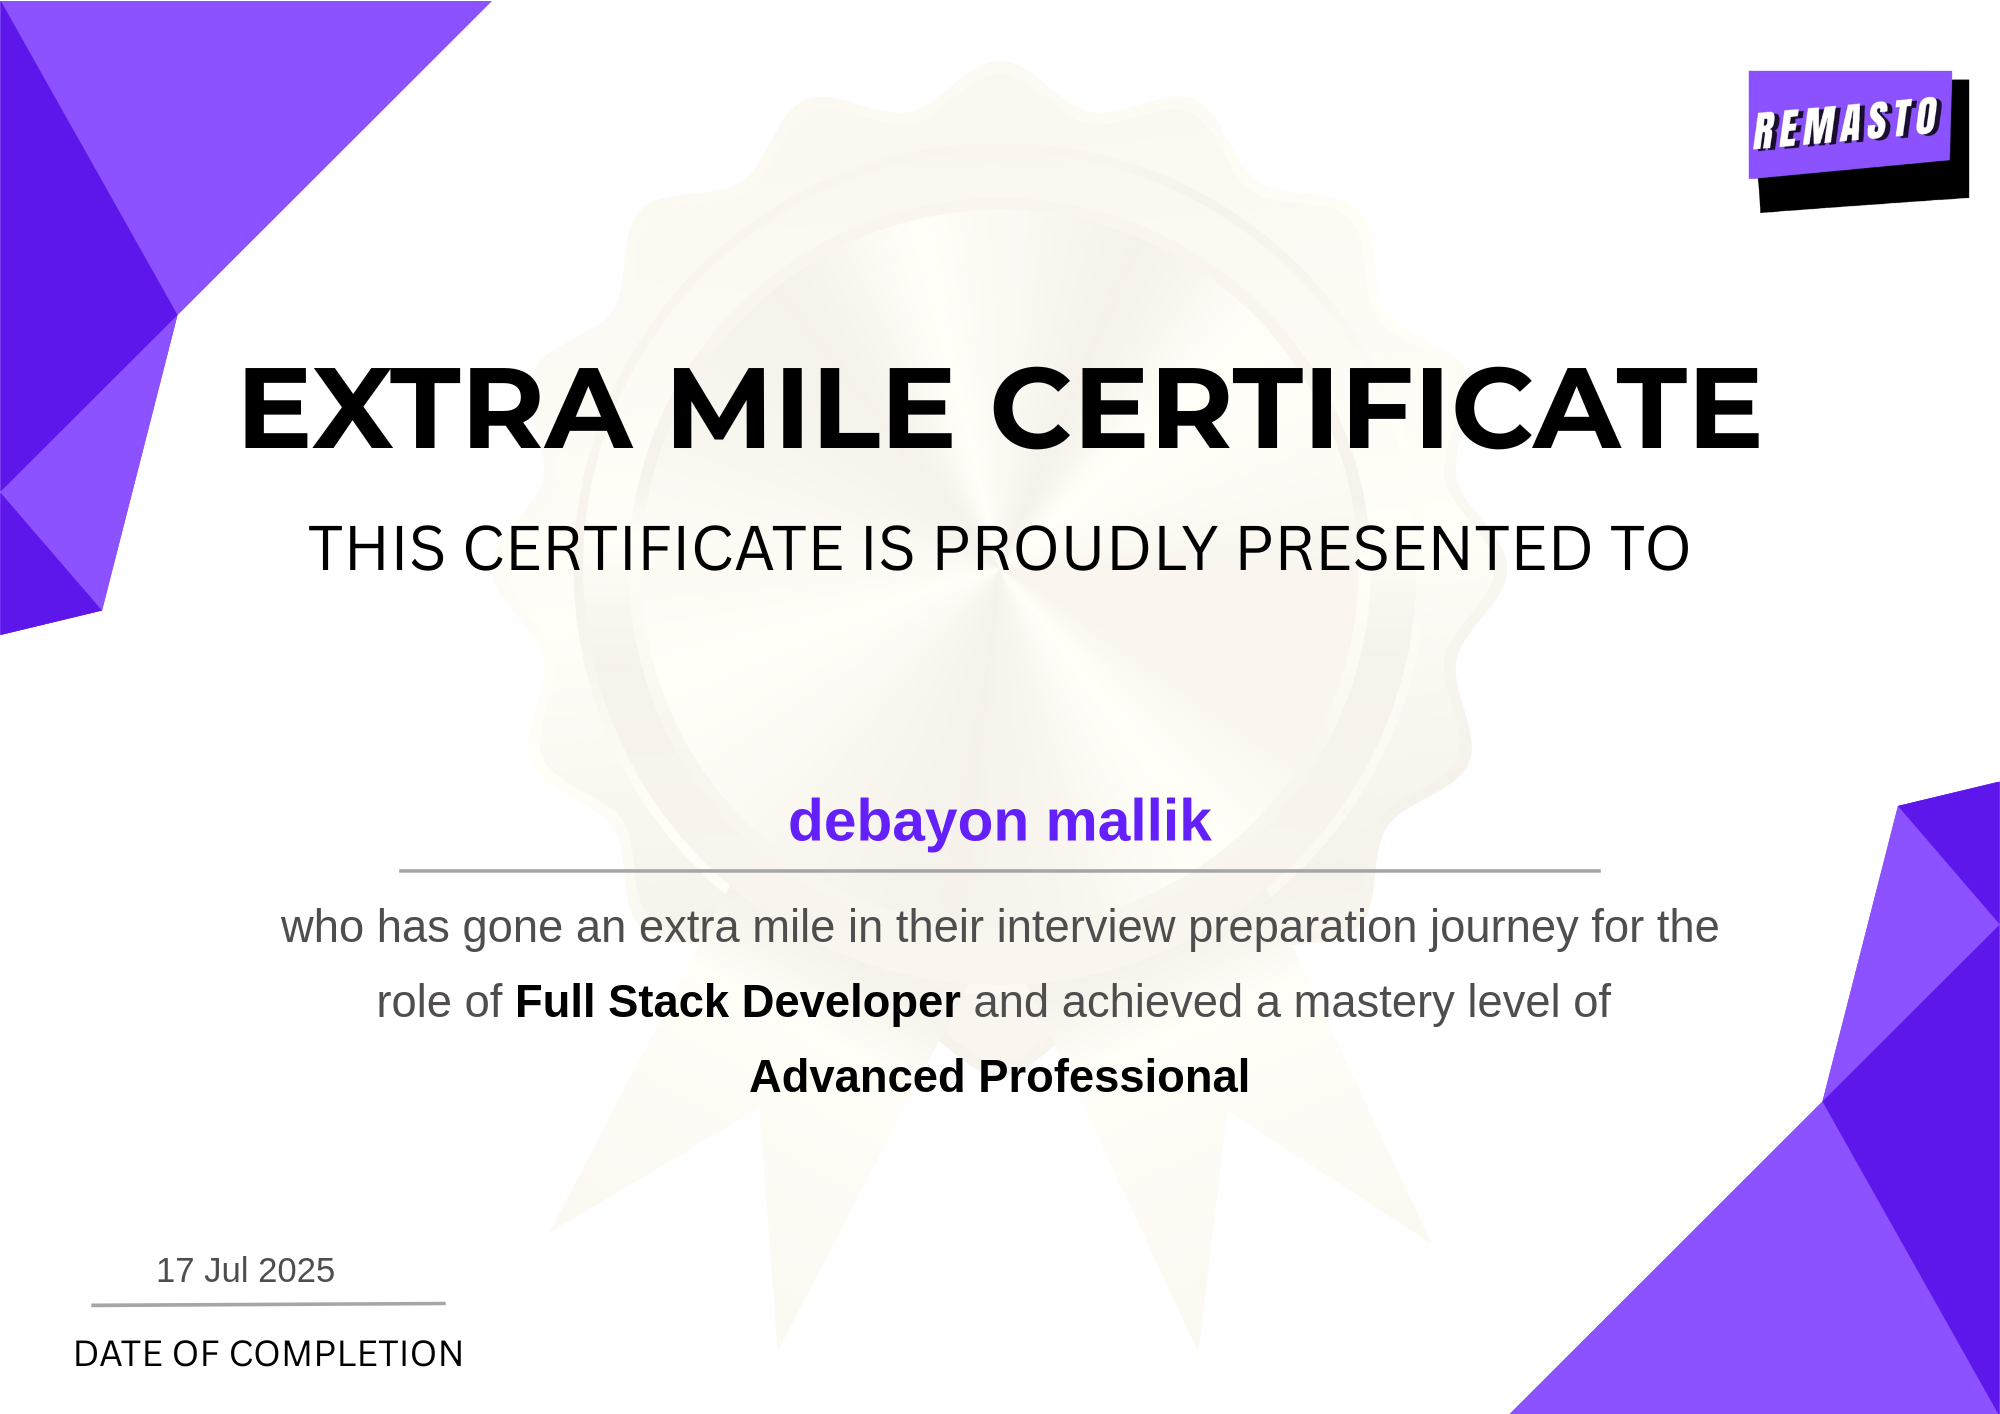 REMASTO
EXTRA MILE CERTIFICATE
THIS CERTIFICATE IS PROUDLY PRESENTED TO
debayon mallik
who has gone an extra mile in their interview preparation journey for the
role of Full Stack Developer and achieved a mastery level of
Advanced Professional
17 Jul 2025
DATE OF COMPLETION